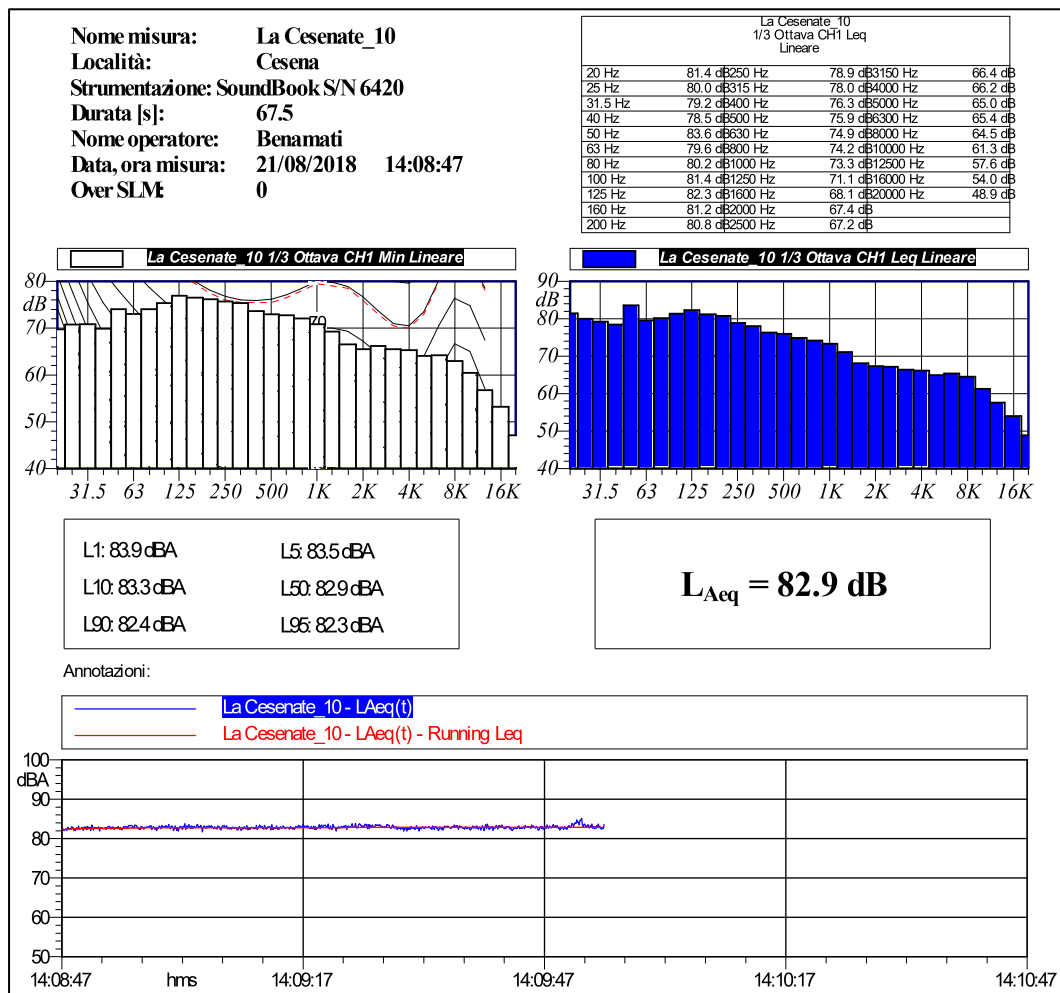 Nome misura: La Cesenate_10
Località: Cesena
Strumentazione: SoundBook S/N 6420
Durata [s]: 67.5
Nome operatore: Benamati
Data, ora misura: 21/08/2018 14:08:47
Over SLM: 0
La Cesenate_10
1/3 Ottava CH1 Leq
Lineare
20 Hz 81.4 dB 250 Hz 78.9 dB 3150 Hz 66.4 dB
25 Hz 80.0 dB 315 Hz 78.0 dB 4000 Hz 66.2 dB
31.5 Hz 79.2 dB 400 Hz 76.3 dB 5000 Hz 65.0 dB
40 Hz 78.5 dB 500 Hz 75.9 dB 6300 Hz 65.4 dB
50 Hz 83.6 dB 630 Hz 74.9 dB 8000 Hz 64.5 dB
63 Hz 79.6 dB 800 Hz 74.2 dB 10000 Hz 61.3 dB
80 Hz 80.2 dB 1000 Hz 73.3 dB 12500 Hz 57.6 dB
100 Hz 81.4 dB 1250 Hz 71.1 dB 16000 Hz 54.0 dB
125 Hz 82.3 dB 1600 Hz 68.1 dB 20000 Hz 48.9 dB
160 Hz 81.2 dB 2000 Hz 67.4 dB
200 Hz 80.8 dB 2500 Hz 67.2 dB
La Cesenate_10 1/3 Ottava CH1 Min Lineare
80
dB
70
60
50
40
70
31.5 63 125 250 500 1K 2K 4K 8K 16K
La Cesenate_10 1/3 Ottava CH1 Leq Lineare
90
dB
80
70
60
50
40
31.5 63 125 250 500 1K 2K 4K 8K 16K
L1: 83.9 dBA L5: 83.5 dBA
L10: 83.3 dBA L50: 82.9 dBA
L90: 82.4 dBA L95: 82.3 dBA
LAeq = 82.9 dB
Annotazioni:
La Cesenate_10 - LAeq(t)
La Cesenate_10 - LAeq(t) - Running Leq
100
dBA
90
80
70
60
50
14:08:47 hms 14:09:17 14:09:47 14:10:17 14:10:47